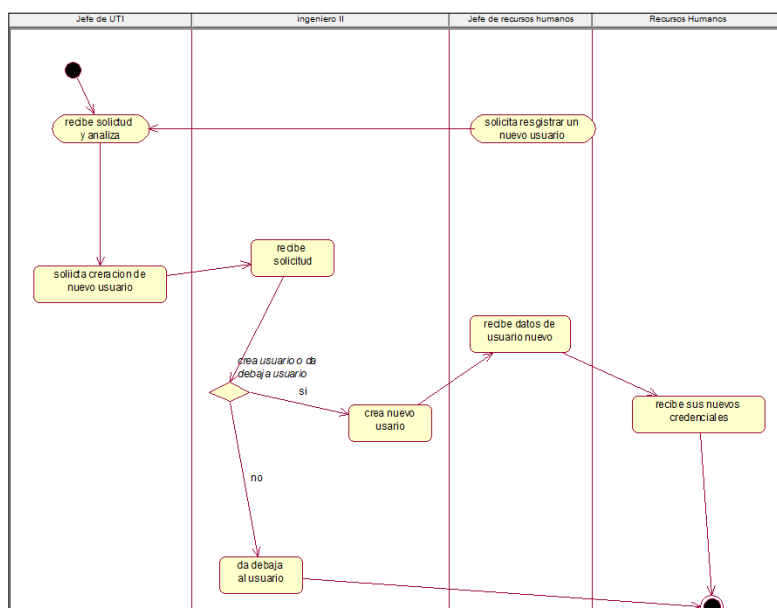 Jefe de UTI
ingeniero II
Jefe de recursos humanos
Recursos Humanos
recibe solictud
y analiza
solicita resgistrar un
nuevo usuario
soliicta creracion de
nuevo usuario
recibe
solicitud
recibe datos de
usuario nuevo
crea usuario o da
debaja usuario
si
crea nuevo
usario
recibe sus nuevos
credenciales
no
da debaja
al usuario